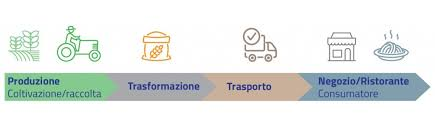 Produzione
Coltivazione/raccolta
Trasformazione
Trasporto
Negozio/Ristorante
Consumatore